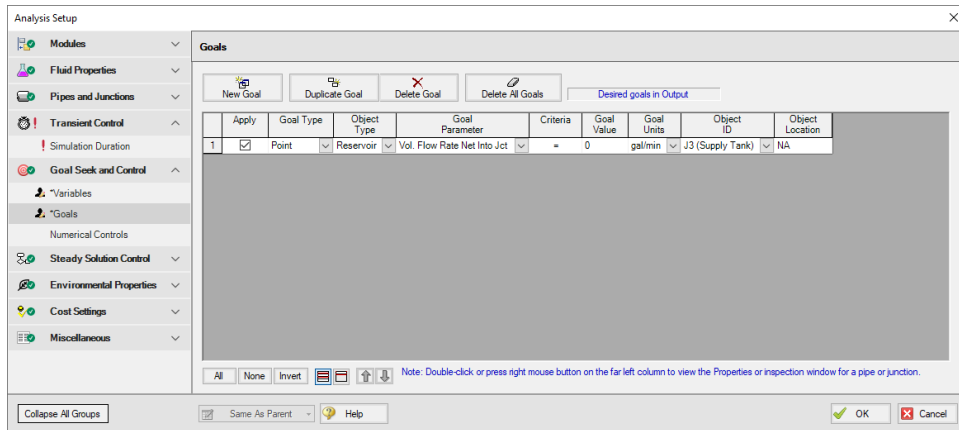 Analysis Setup
Modules
Fluid Properties
Pipes and Junctions
Transient Control
Simulation Duration
Goal Seek and Control
*Variables
*Goals
Numerical Controls
Steady Solution Control
Environmental Properties
Cost Settings
Miscellaneous
Collapse All Groups
Goals
New Goal Duplicate Goal Delete Goal Delete All Goals Desired goals in Output
Apply Goal Type Object Type Goal Parameter Criteria Goal Value Goal Units Object ID Object Location
1 Point Reservoir Vol. Flow Rate Net Into Jct = 0 gal/min J3 (Supply Tank) NA
All None Invert Note: Double-click or press right mouse button on the far left column to view the Properties or inspection window for a pipe or junction.
Same As Parent Help OK Cancel